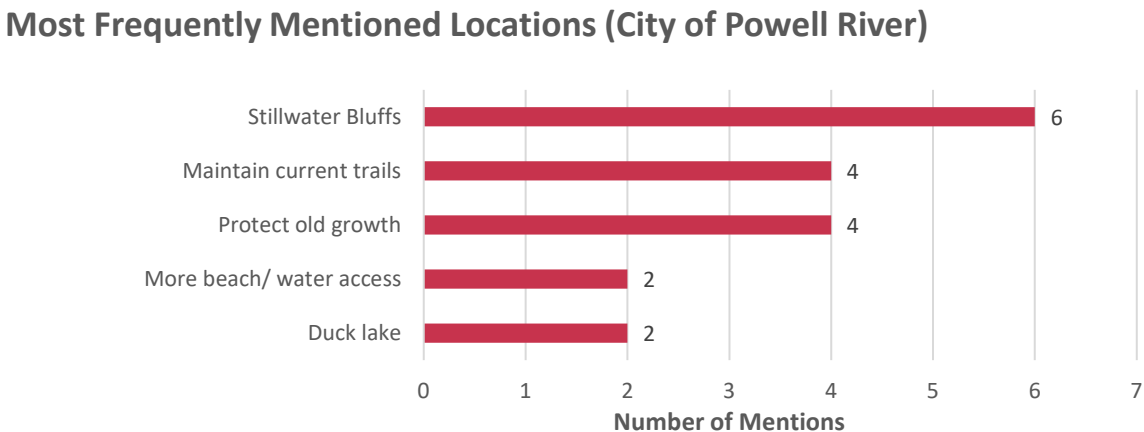 Most Frequently Mentioned Locations (City of Powell River)
Stillwater Bluffs 6
Maintain current trails 4
Protect old growth 4
More beach/ water access 2
Duck lake 2
0 1 2 3 4 5 6 7
Number of Mentions